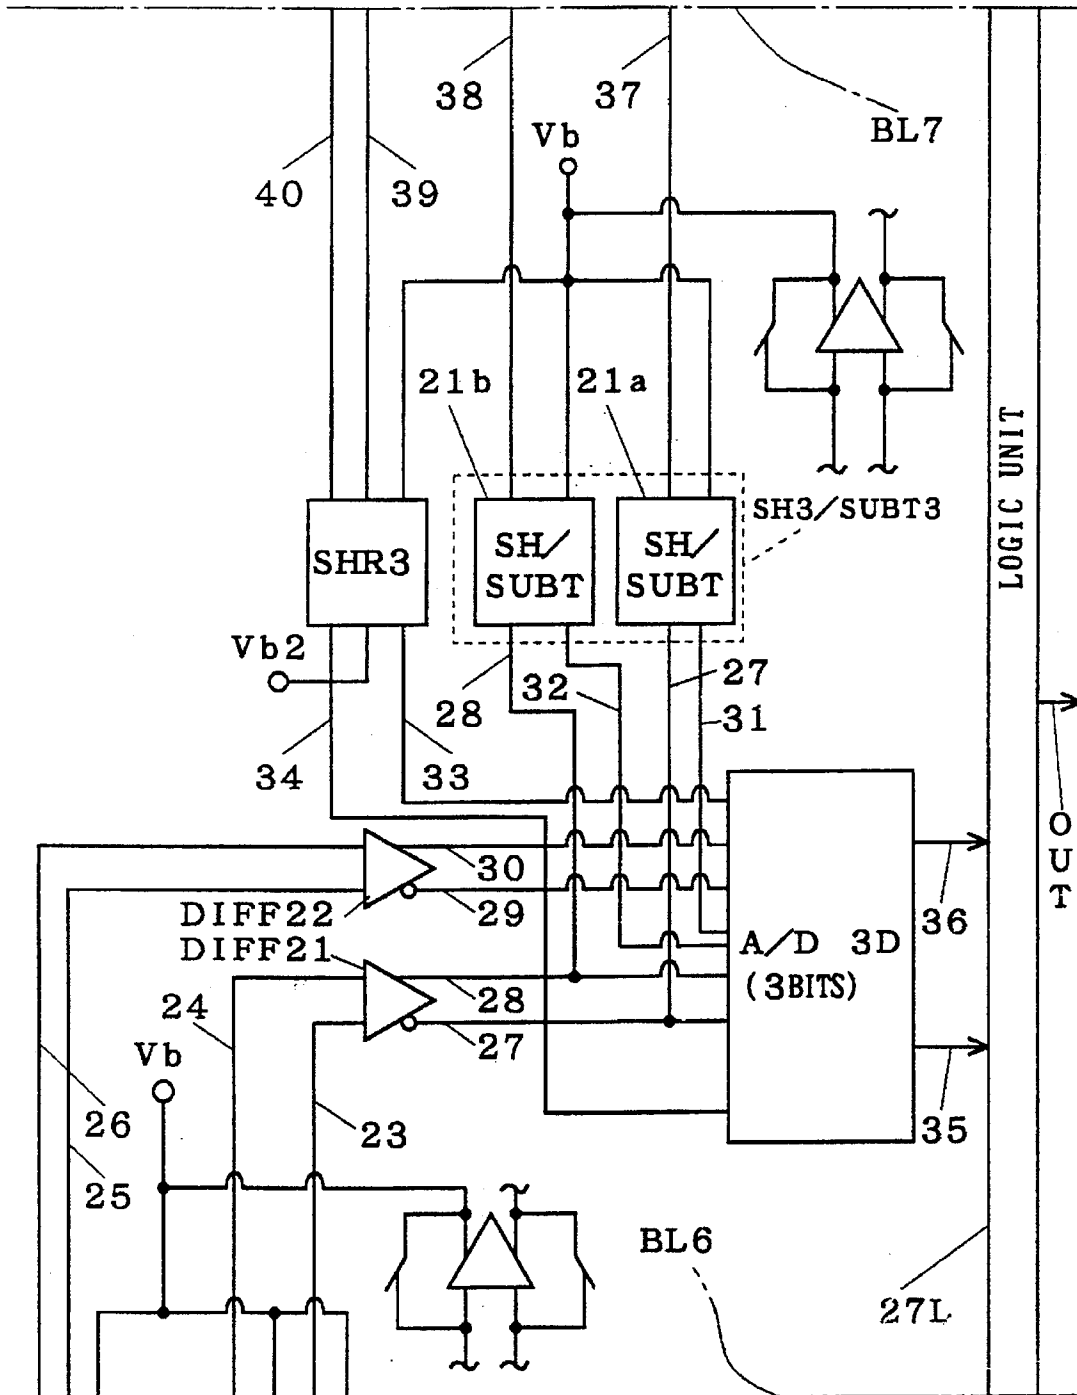 38
37
BL7
Vb
40
39
21b
21a
LOGIC UNIT
SH3/SUBT3
SHR3
SH/
SUBT
SH/
SUBT
Vb2
28
32
27
31
34
33
OUT
30
29
DIFF22
DIFF21
A/D 3D
(3BITS)
36
24
28
27
Vb
26
23
35
25
BL6
27L